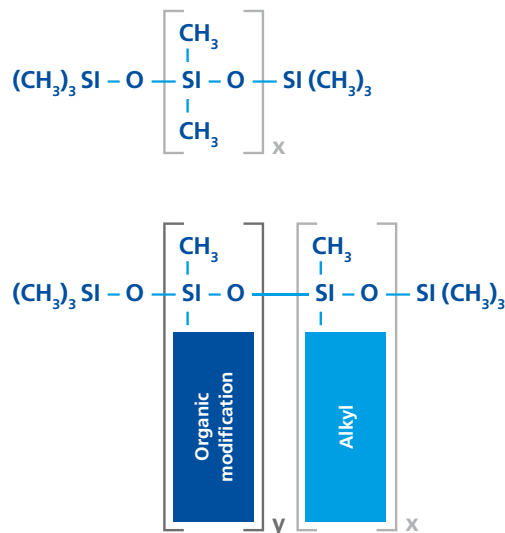 CH₃
(CH₃)₃ SI – O – SI – O – SI (CH₃)₃
CH₃
x
CH₃ CH₃
(CH₃)₃ SI – O – SI – O – SI – O – SI (CH₃)₃
Organic
modification
Alkyl
y x